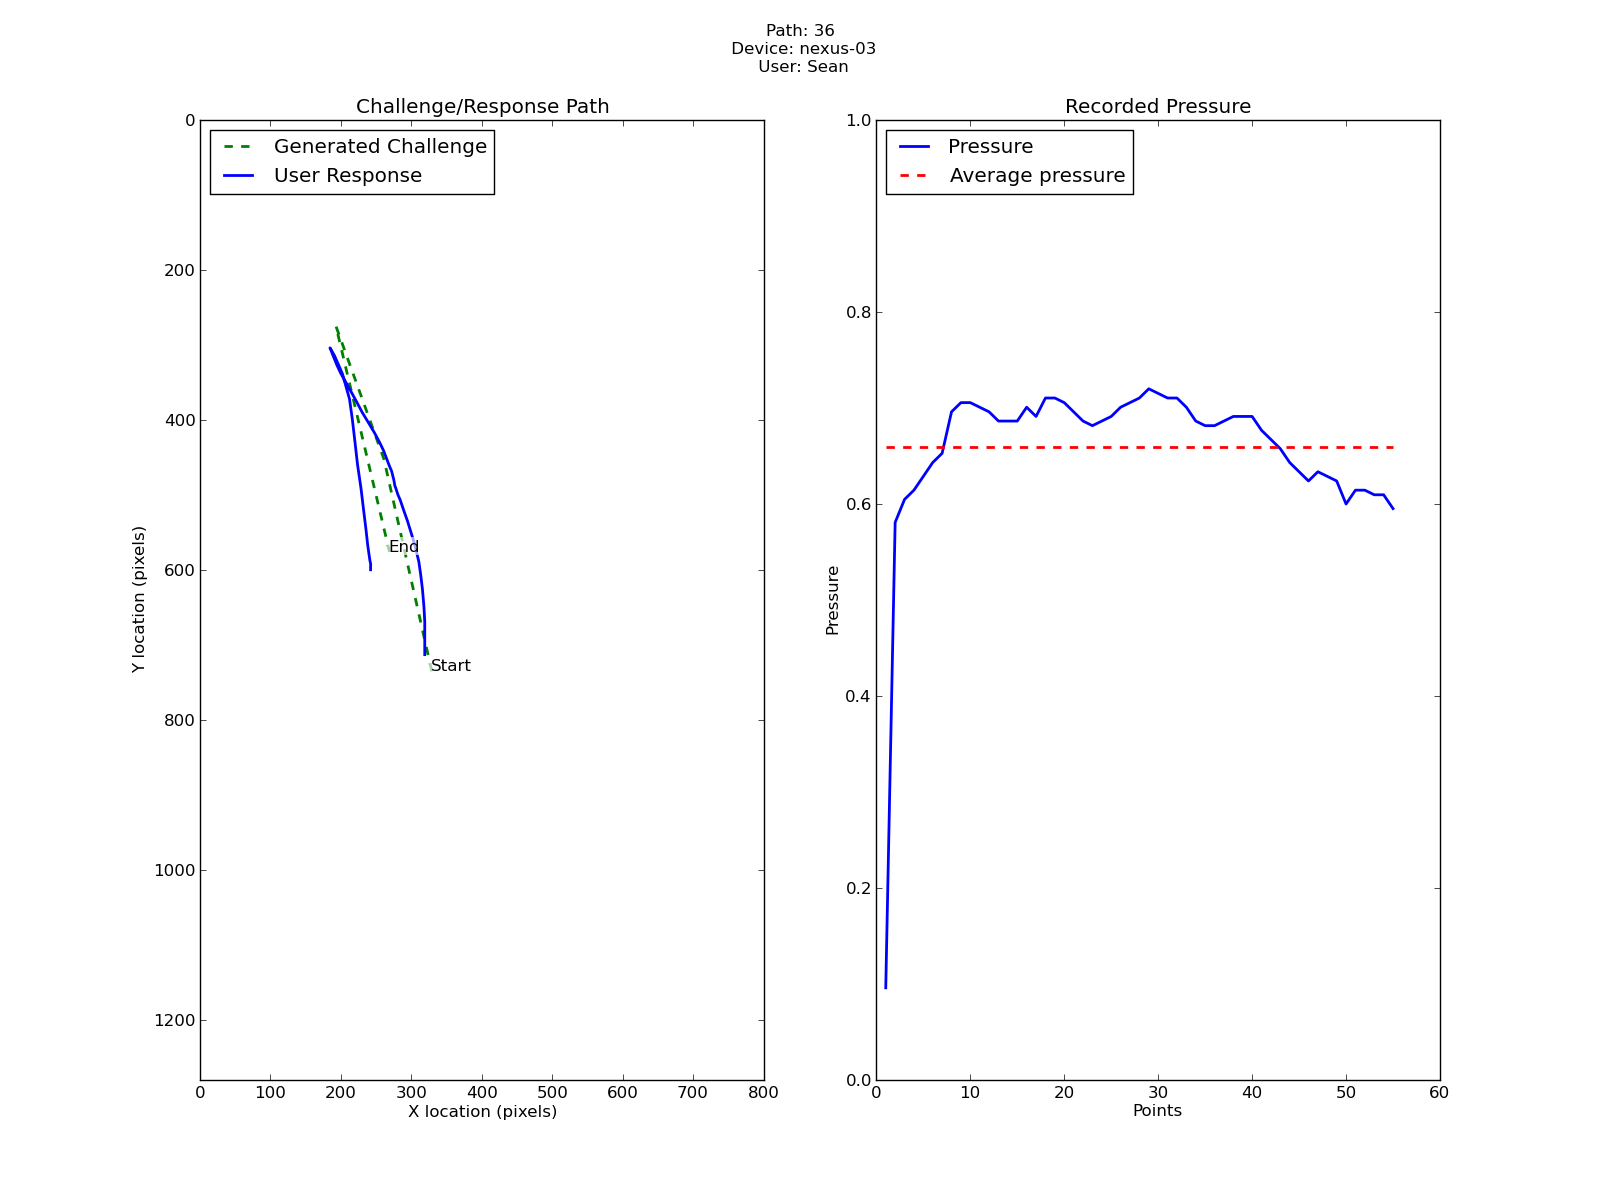 Path: 36
Device: nexus-03
User: Sean
Challenge/Response Path
Generated Challenge
User Response
0
200
400
600
800
1000
1200
Y location (pixels)
End
Start
0 100 200 300 400 500 600 700 800
X location (pixels)
Recorded Pressure
Pressure
Average pressure
1.0
0.8
0.6
0.4
0.2
0.0
Pressure
0 10 20 30 40 50 60
Points